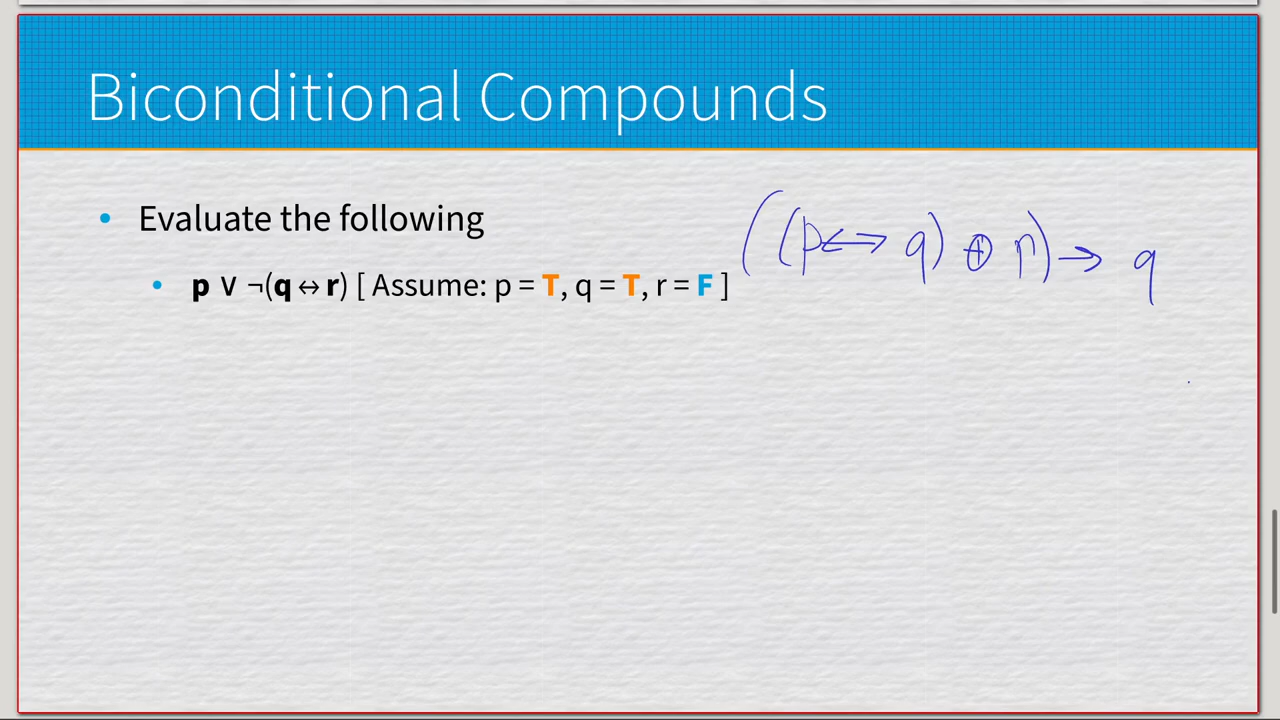 Biconditional Compounds
• Evaluate the following
((p ↔ q) ⊕ r) → q
• p ∨ ¬(q ↔ r) [ Assume: p = T, q = T, r = F ]